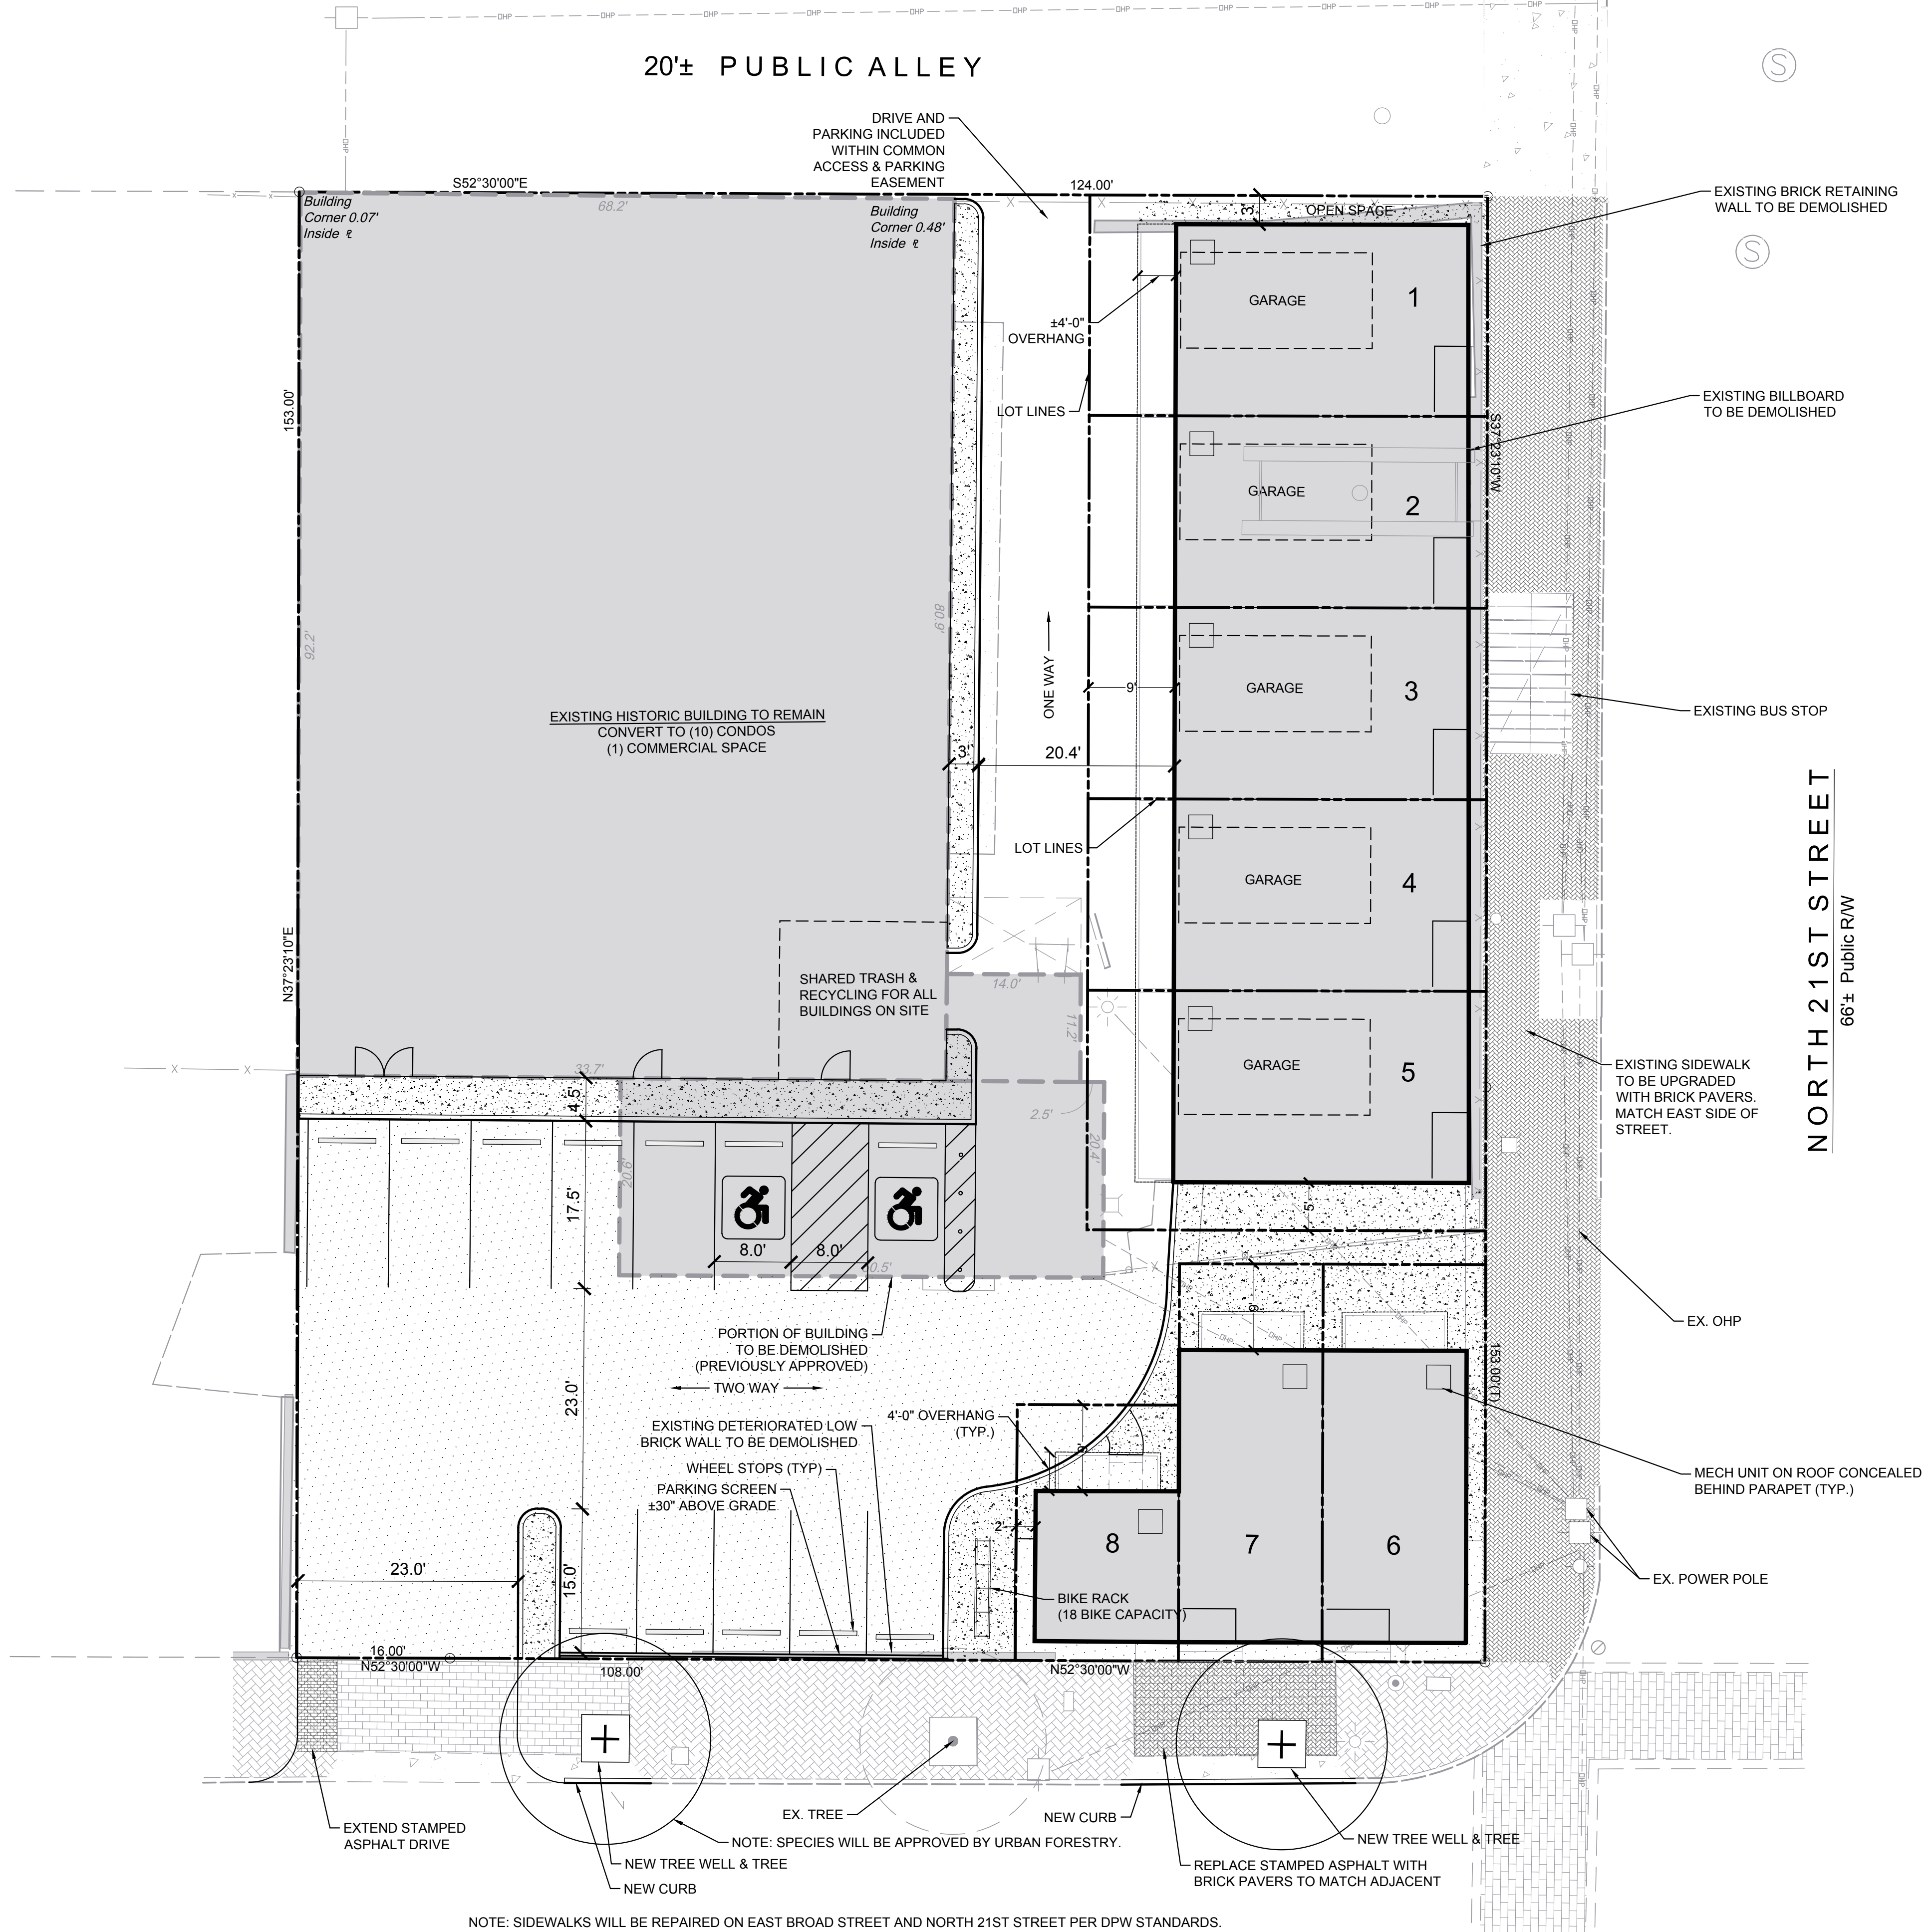 20'± PUBLIC ALLEY
DRIVE AND
PARKING INCLUDED
WITHIN COMMON
ACCESS & PARKING
EASEMENT
S52°30'00"E
68.2'
124.00'
Building
Corner 0.07'
Inside ⅊
Building
Corner 0.48'
Inside ⅊
3'
OPEN SPACE
EXISTING BRICK RETAINING
WALL TO BE DEMOLISHED
GARAGE
1
±4'-0"
OVERHANG
LOT LINES
153.00'
EXISTING BILLBOARD
TO BE DEMOLISHED
S37°23'10"W
GARAGE
2
92.2'
80.9'
ONE WAY
9'
GARAGE
3
EXISTING BUS STOP
EXISTING HISTORIC BUILDING TO REMAIN
CONVERT TO (10) CONDOS
(1) COMMERCIAL SPACE
3'
20.4'
LOT LINES
GARAGE
4
NORTH 21ST STREET
66'± Public R/W
N37°23'10"E
SHARED TRASH &
RECYCLING FOR ALL
BUILDINGS ON SITE
14.0'
11.2'
GARAGE
5
33.7'
4.5'
2.5'
20.4'
EXISTING SIDEWALK
TO BE UPGRADED
WITH BRICK PAVERS.
MATCH EAST SIDE OF
STREET.
17.5'
20.6'
8.0'
8.0'
5'
9'
EX. OHP
PORTION OF BUILDING
TO BE DEMOLISHED
(PREVIOUSLY APPROVED)
TWO WAY
23.0'
153.00'(T)
4'-0" OVERHANG
(TYP.)
9'
EXISTING DETERIORATED LOW
BRICK WALL TO BE DEMOLISHED
WHEEL STOPS (TYP)
PARKING SCREEN
±30" ABOVE GRADE
MECH UNIT ON ROOF CONCEALED
BEHIND PARAPET (TYP.)
2'
8
7
6
23.0'
15.0'
BIKE RACK
(18 BIKE CAPACITY)
EX. POWER POLE
16.00'
N52°30'00"W
108.00'
N52°30'00"W
EX. TREE
NEW CURB
EXTEND STAMPED
ASPHALT DRIVE
NOTE: SPECIES WILL BE APPROVED BY URBAN FORESTRY.
NEW TREE WELL & TREE
NEW TREE WELL & TREE
NEW CURB
REPLACE STAMPED ASPHALT WITH
BRICK PAVERS TO MATCH ADJACENT
NOTE: SIDEWALKS WILL BE REPAIRED ON EAST BROAD STREET AND NORTH 21ST STREET PER DPW STANDARDS.